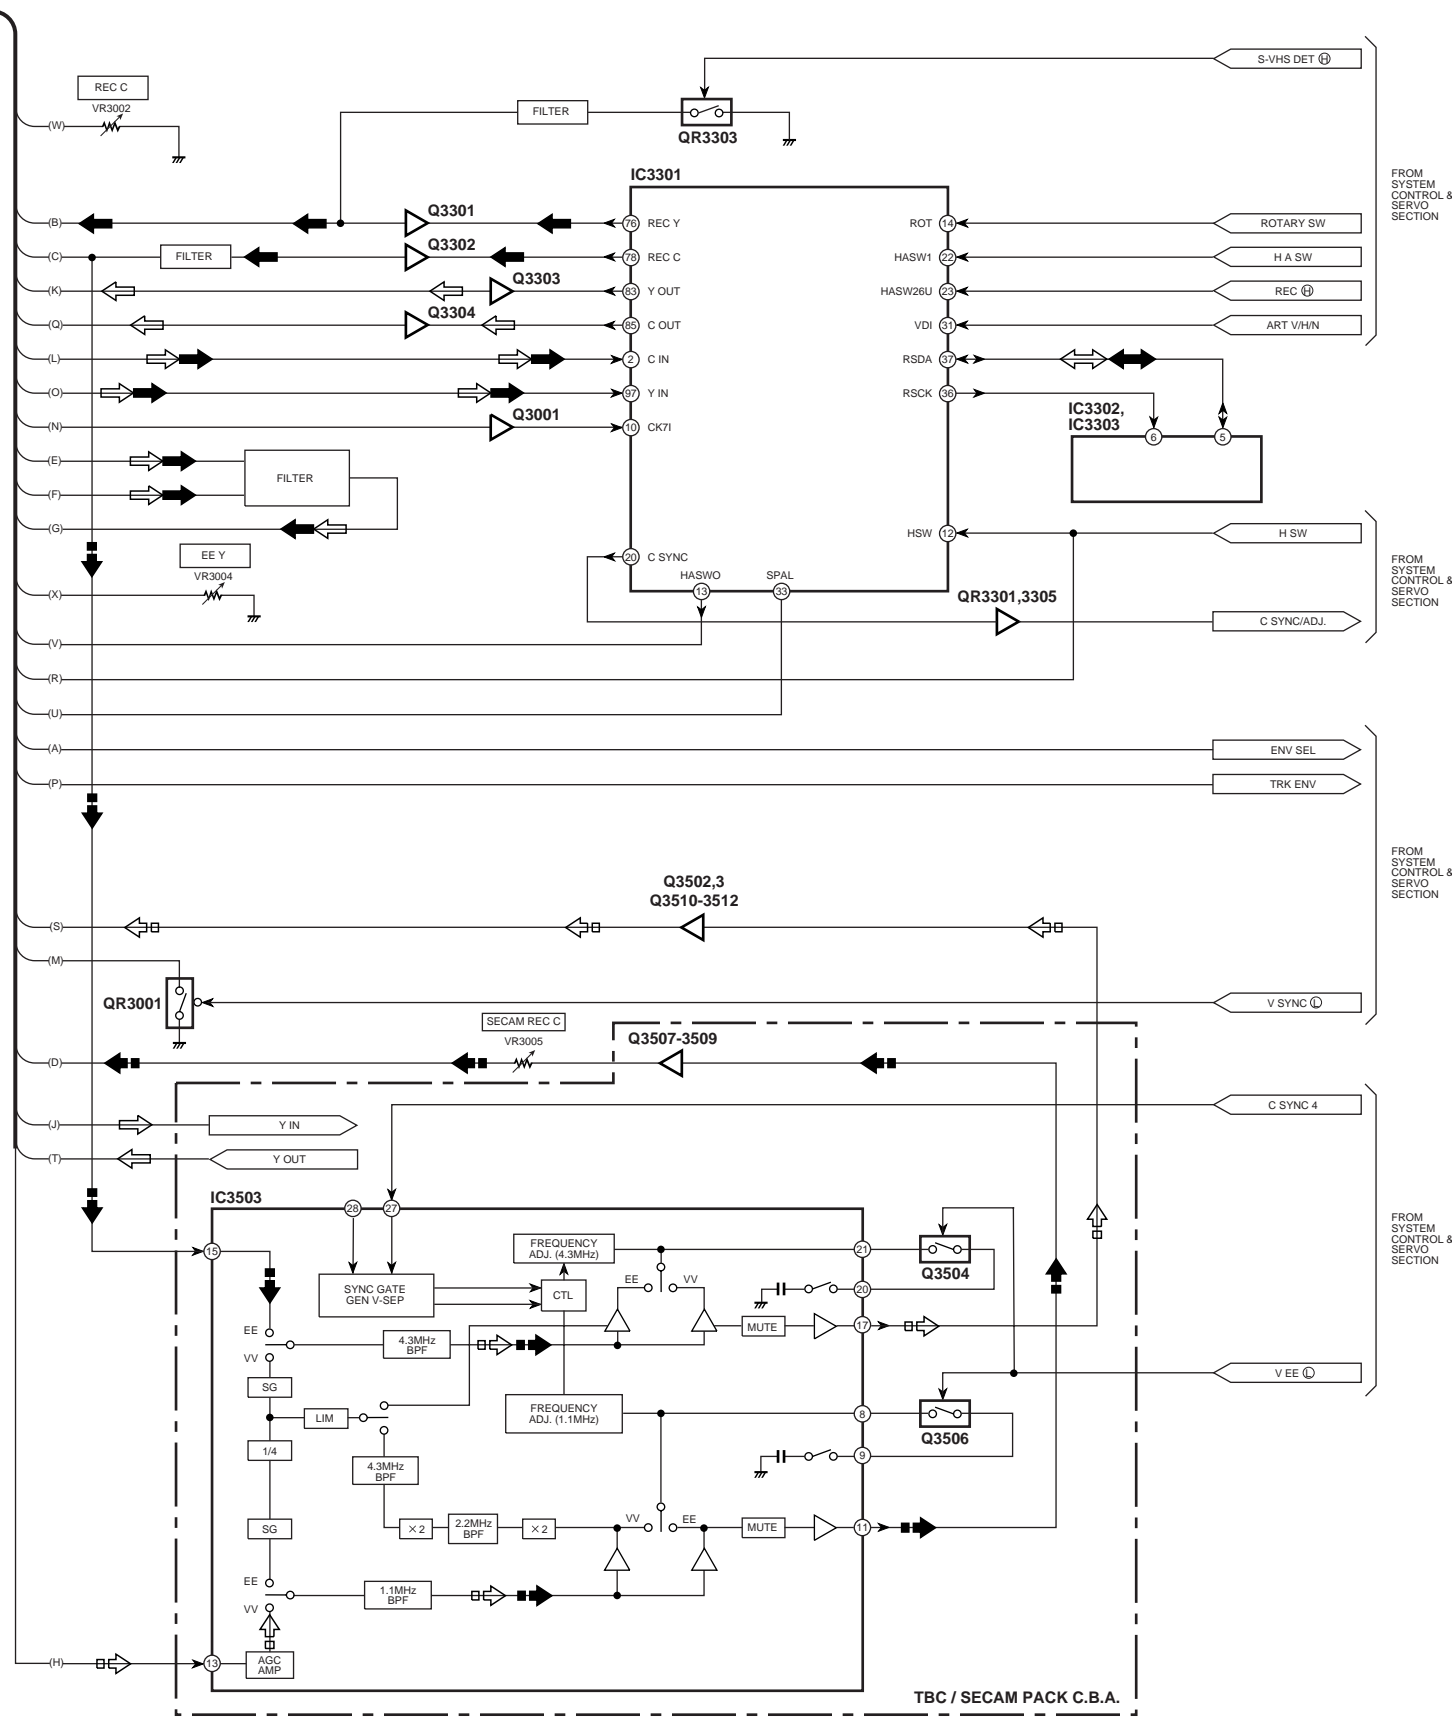 S-VHS DET Ⓗ
REC C
VR3002
(W)
FILTER
QR3303
FROM
SYSTEM
CONTROL &
SERVO
SECTION
IC3301
(B)
Q3301
76 REC Y
ROT 14
ROTARY SW
(C)
FILTER
Q3302
78 REC C
HASW1 22
H A SW
(K)
Q3303
83 Y OUT
HASW26U 23
REC Ⓗ
(Q)
Q3304
85 C OUT
VDI 31
ART V/H/N
(L)
2 C IN
RSDA 37
(O)
97 Y IN
RSCK 36
(N)
Q3001
10 CK7I
IC3302,
IC3303
6
5
(E)
FILTER
(F)
(G)
HSW 12
H SW
EE Y
VR3004
20 C SYNC
HASWO
13
SPAL
33
FROM
SYSTEM
CONTROL &
SERVO
SECTION
(X)
QR3301,3305
C SYNC/ADJ.
(V)
(R)
(U)
(A)
ENV SEL
(P)
TRK ENV
FROM
SYSTEM
CONTROL &
SERVO
SECTION
Q3502,3
Q3510-3512
(S)
(M)
QR3001
V SYNC Ⓛ
SECAM REC C
VR3005
Q3507-3509
(D)
C SYNC 4
(J)
Y IN
(T)
Y OUT
IC3503
28
27
FROM
SYSTEM
CONTROL &
SERVO
SECTION
15
FREQUENCY
ADJ. (4.3MHz)
21
Q3504
SYNC GATE
GEN V-SEP
CTL
EE
VV
20
EE
VV
4.3MHz
BPF
MUTE
17
SG
LIM
FREQUENCY
ADJ. (1.1MHz)
V EE Ⓛ
8
Q3506
1/4
4.3MHz
BPF
9
SG
×2
2.2MHz
BPF
×2
VV
EE
MUTE
11
EE
VV
1.1MHz
BPF
(H)
13
AGC
AMP
TBC / SECAM PACK C.B.A.